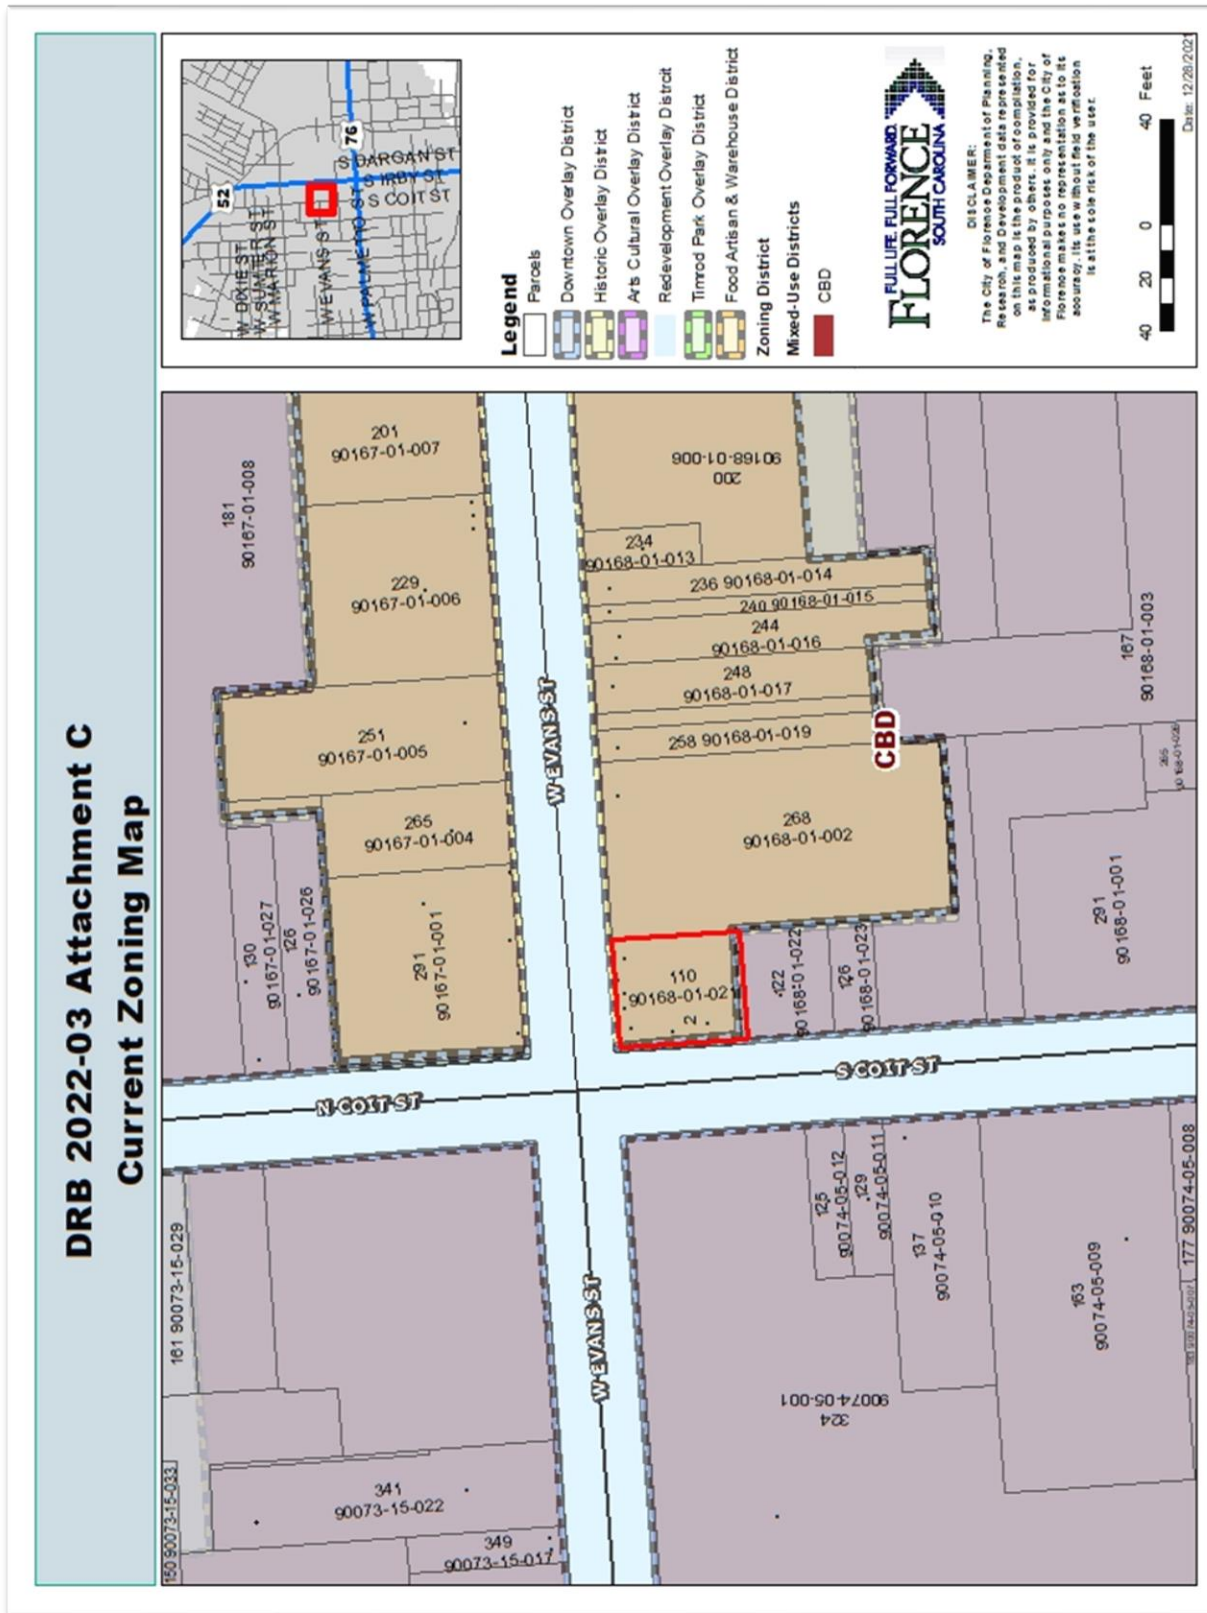 DRB 2022-03 Attachment C
Current Zoning Map
181
90167-01-008
201
90167-01-007
229
90167-01-006
251
90167-01-005
265
90167-01-004
291
90167-01-001
130
90167-01-027
126
90167-01-026
N COIT ST
161 90073-15-029
150 90073-15-033
341
90073-15-022
349
90073-15-017
W EVANS ST
W EVANS ST
200
90168-01-006
234
90168-01-013
236 90168-01-014
240 90168-01-015
244
90168-01-016
248
90168-01-017
258 90168-01-019
268
90168-01-002
CBD
110
90168-01-021
2
122
90168-01-022
126
90168-01-023
167
90168-01-003
291
90168-01-001
S COIT ST
125
90074-05-012
129
90074-05-011
137
90074-05-010
163
90074-05-009
177 90074-05-008
324
90074-05-001
52
76
W DIXIE ST
W SUMTER ST
W MARION ST
W EVANS ST
W PALMETTO ST
S DARGAN ST
S IRBY ST
S COIT ST
Legend
Parcels
Downtown Overlay District
Historic Overlay District
Arts Cultural Overlay District
Redevelopment Overlay Distrcit
Timrod Park Overlay District
Food Artisan & Warehouse District
Zoning District
Mixed-Use Districts
CBD
FULL LIFE. FULL FORWARD.
FLORENCE
SOUTH CAROLINA
DISCLAIMER:
The City of Florence Department of Planning,
Research, and Development data represented
on this map is the product of compilation,
as produced by others. It is provided for
informational purposes only and the City of
Florence makes no representation as to its
accuracy. Its use without field verification
is at the sole risk of the user.
40 20 0 40 Feet
Date: 12/28/2021